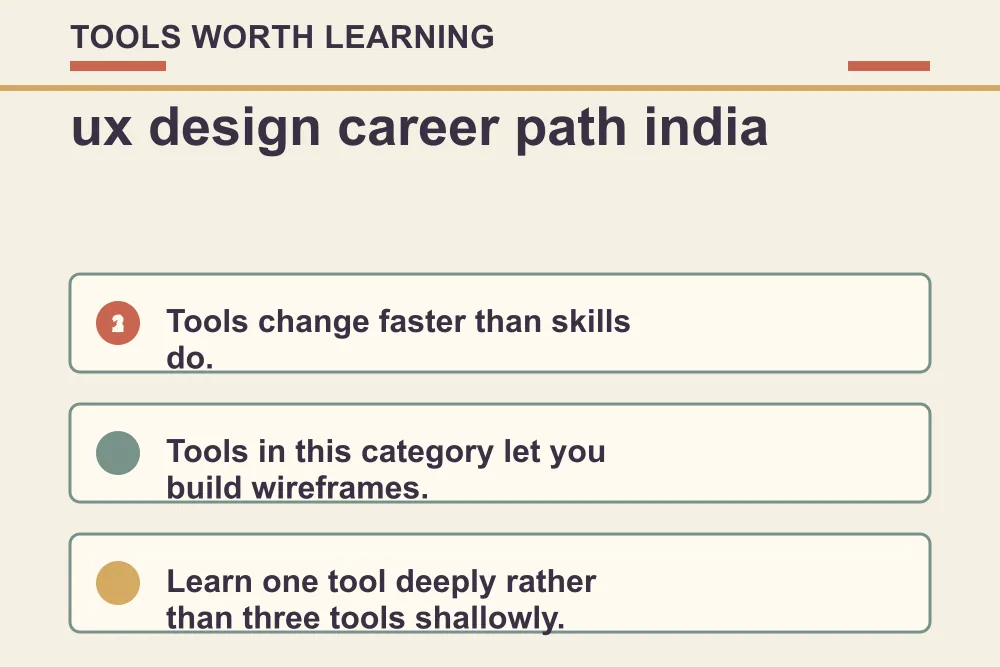 TOOLS WORTH LEARNING
ux design career path india
Tools change faster than skills
do.
Tools in this category let you
build wireframes.
Learn one tool deeply rather
than three tools shallowly.